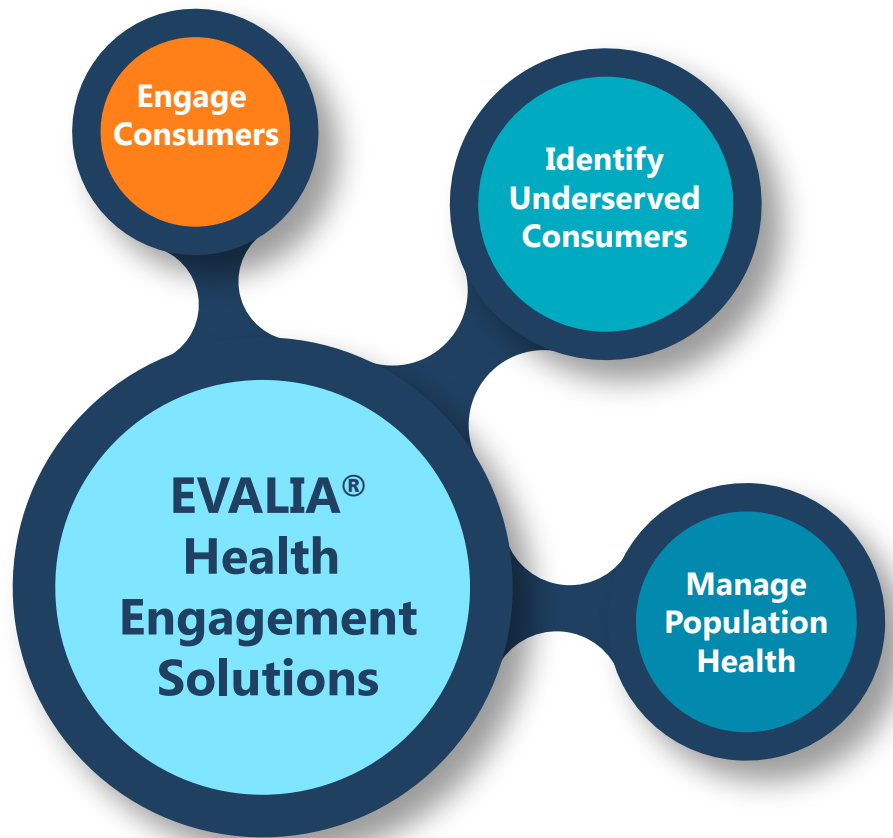 Engage
Consumers
Identify
Underserved
Consumers
EVALIA®
Health
Engagement
Solutions
Manage
Population
Health